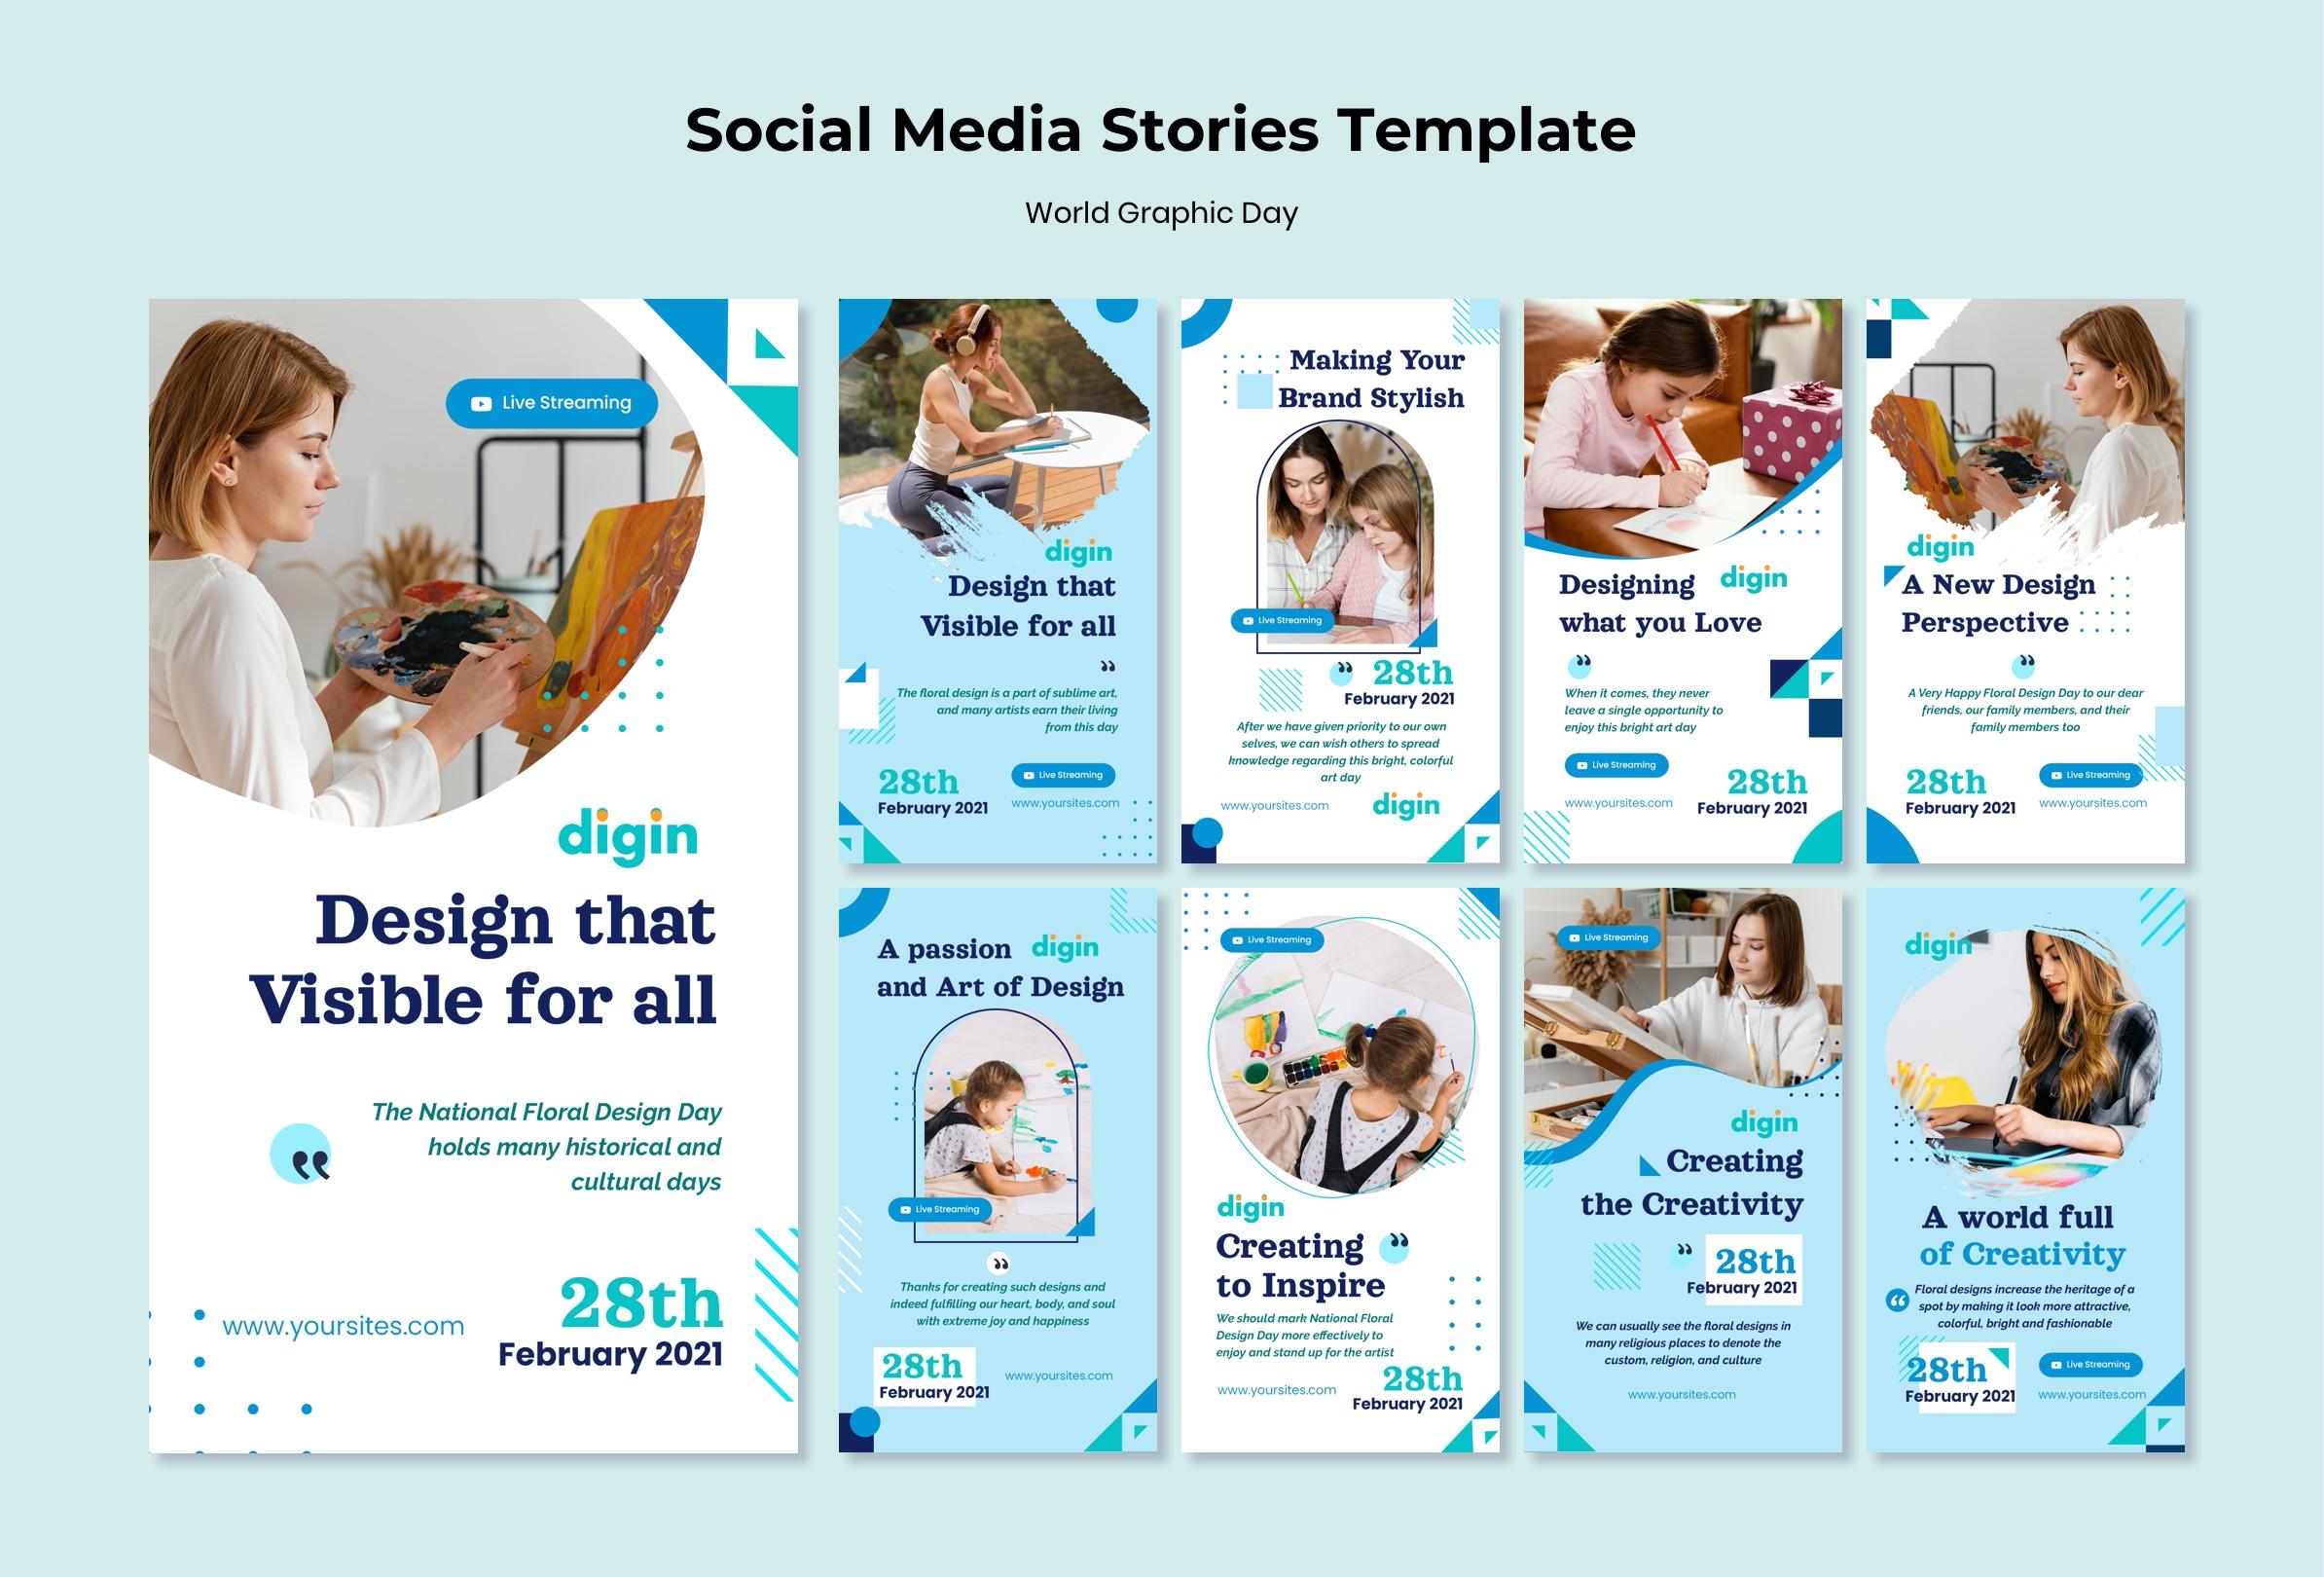 Social Media Stories Template
World Graphic Day
Live Streaming
digin
Design that
Visible for all
The National Floral Design Day
holds many historical and
cultural days
”
www.yoursites.com
28th
February 2021
digin
Design that
Visible for all
”
The floral design is a part of sublime art,
and many artists earn their living
from this day
28th
February 2021
Live Streaming
www.yoursites.com
Making Your
Brand Stylish
Live Streaming
”
28th
February 2021
After we have given priority to our own
selves, we can wish others to spread
knowledge regarding this bright, colorful
art day
www.yoursites.com
digin
Designing
digin
what you Love
”
When it comes, they never
leave a single opportunity to
enjoy this bright art day
Live Streaming
www.yoursites.com
28th
February 2021
digin
A New Design
Perspective
”
A Very Happy Floral Design Day to our dear
friends, our family members, and their
family members too
28th
February 2021
Live Streaming
www.yoursites.com
A passion
digin
and Art of Design
Live Streaming
”
Thanks for creating such designs and
indeed fulfilling our heart, body, and soul
with extreme joy and happiness
28th
February 2021
www.yoursites.com
Live Streaming
digin
Creating
”
to Inspire
We should mark National Floral
Design Day more effectively to
enjoy and stand up for the artist
www.yoursites.com
28th
February 2021
Live Streaming
digin
Creating
the Creativity
”
28th
February 2021
We can usually see the floral designs in
many religious places to denote the
custom, religion, and culture
www.yoursites.com
digin
A world full
of Creativity
“
Floral designs increase the heritage of a
spot by making it look more attractive,
colorful, bright and fashionable
28th
February 2021
Live Streaming
www.yoursites.com